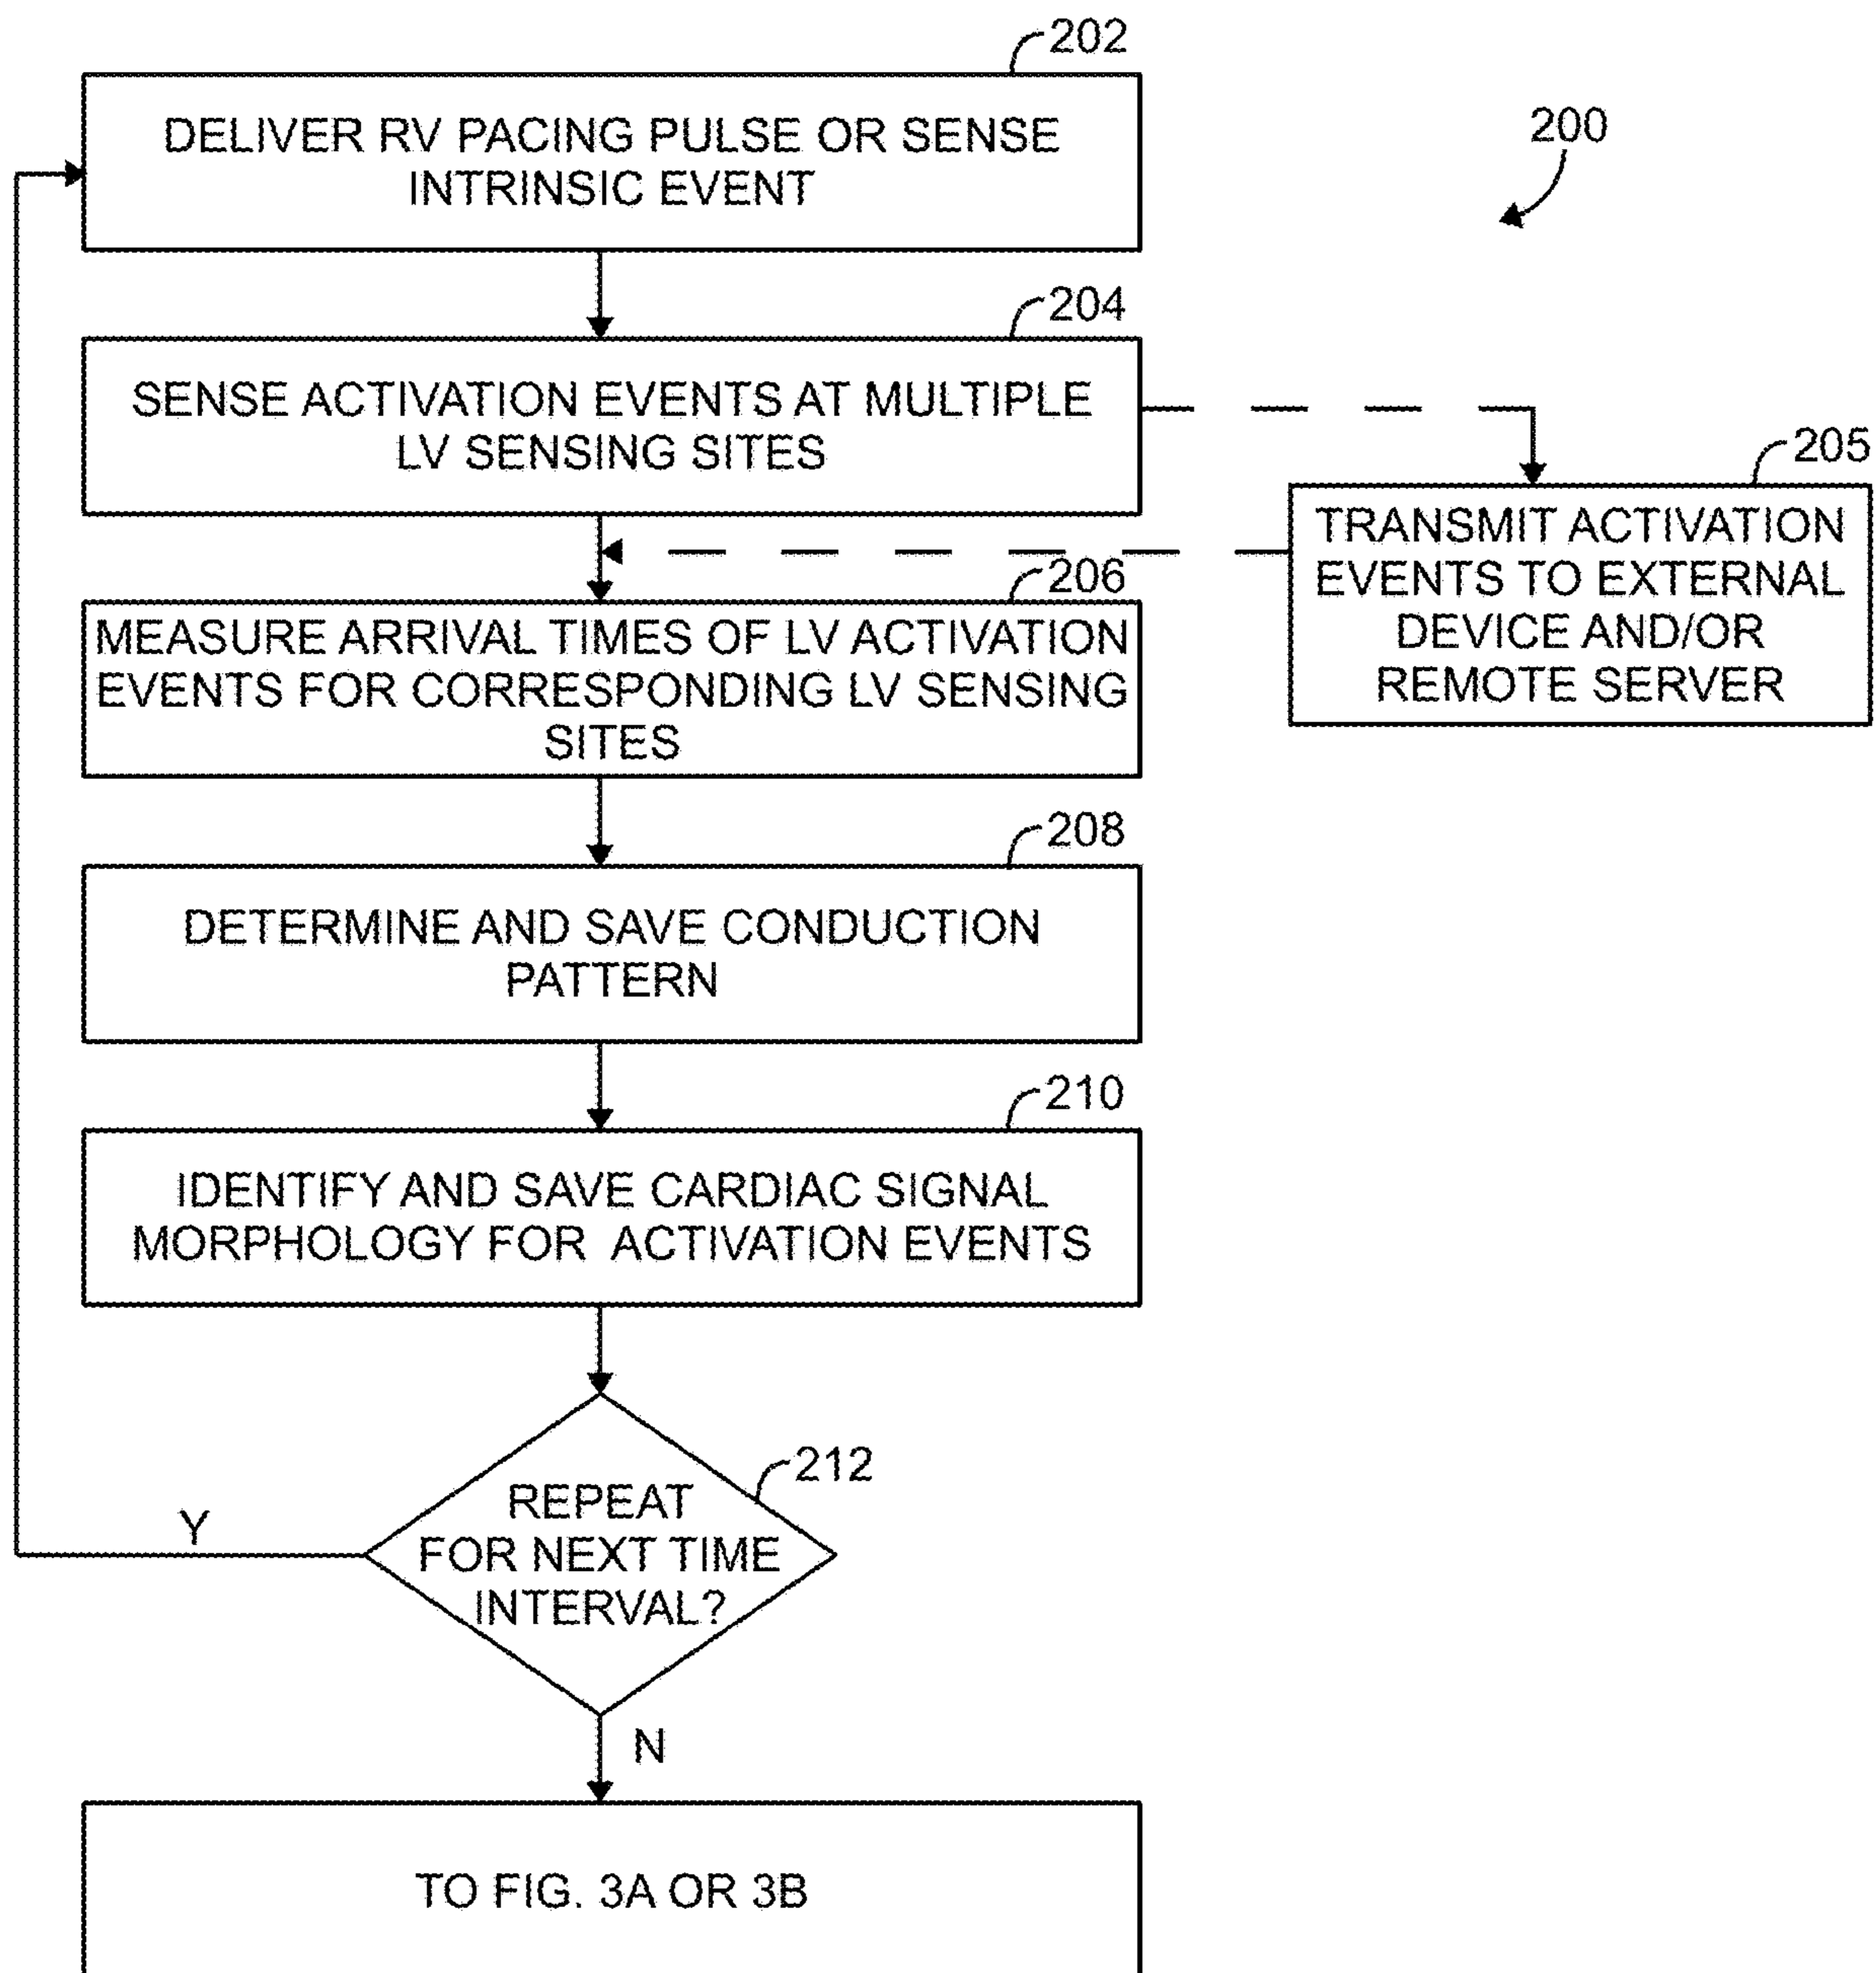 202
DELIVER RV PACING PULSE OR SENSE
INTRINSIC EVENT
200
204
SENSE ACTIVATION EVENTS AT MULTIPLE
LV SENSING SITES
205
TRANSMIT ACTIVATION
EVENTS TO EXTERNAL
DEVICE AND/OR
REMOTE SERVER
206
MEASURE ARRIVAL TIMES OF LV ACTIVATION
EVENTS FOR CORRESPONDING LV SENSING
SITES
208
DETERMINE AND SAVE CONDUCTION
PATTERN
210
IDENTIFY AND SAVE CARDIAC SIGNAL
MORPHOLOGY FOR ACTIVATION EVENTS
212
REPEAT
FOR NEXT TIME
INTERVAL?
Y
N
TO FIG. 3A OR 3B